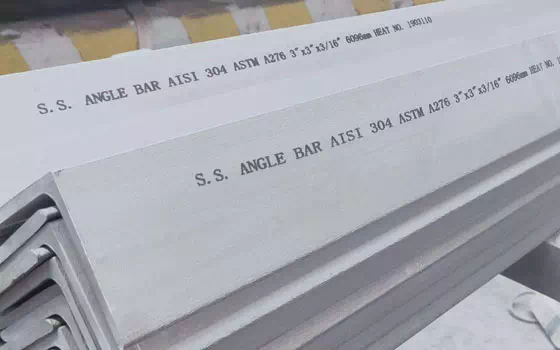 S.S. ANGLE BAR AISI 304 ASTM A276 3"x3"x3/16" 6096mm HEAT NO. 1903110
S.S. ANGLE BAR AISI 304 ASTM A276 3"x3"x3/16" 6096mm HEAT NO.